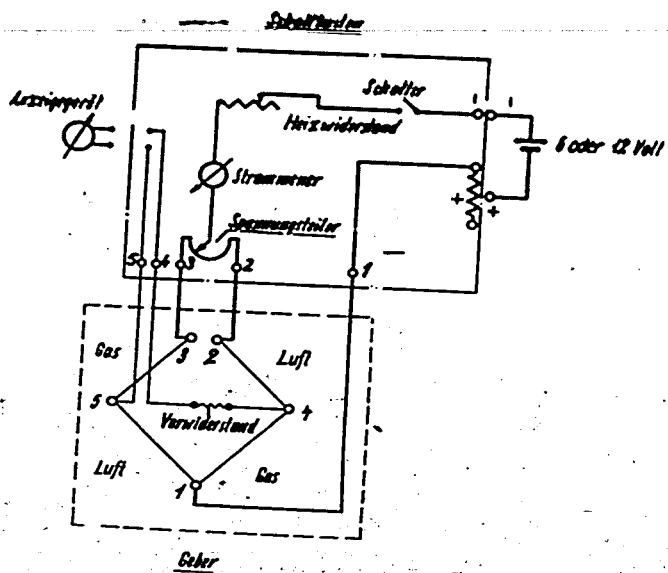 Anzeigegerät
Schalter
Heizwiderstand
6 oder 12 Volt
Strommesser
Spannungsteiler
+
+
5
4
3
2
1
Gas
3
2
Luft
5
Vorwiderstand
4
Luft
1
Gas
Geber